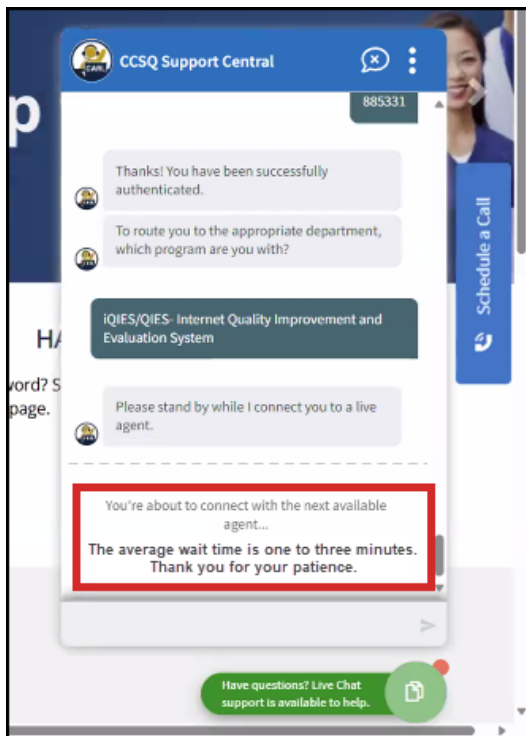 p
CARL
CCSQ Support Central
885331
Thanks! You have been successfully
authenticated.
To route you to the appropriate department,
which program are you with?
iQIES/QIES- Internet Quality Improvement and
Evaluation System
Please stand by while I connect you to a live
agent.
You're about to connect with the next available
agent...
The average wait time is one to three minutes.
Thank you for your patience.
Schedule a Call
HA
word? S
page.
Have questions? Live Chat
support is available to help.